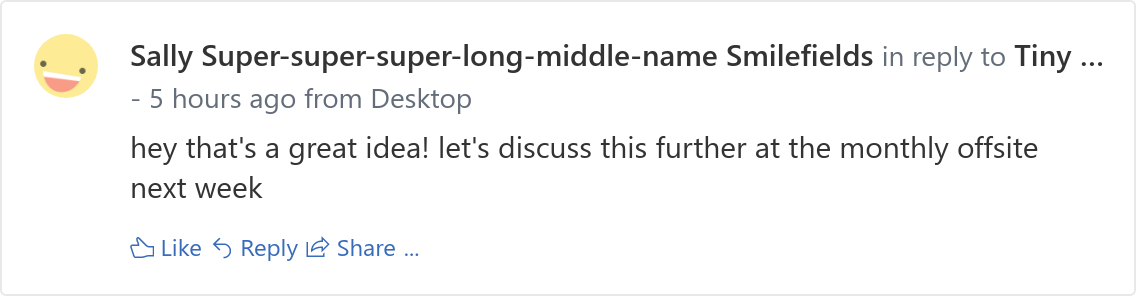 Sally Super-super-super-long-middle-name Smilefields in reply to Tiny ...
- 5 hours ago from Desktop
hey that's a great idea! let's discuss this further at the monthly offsite
next week
Like Reply Share ...